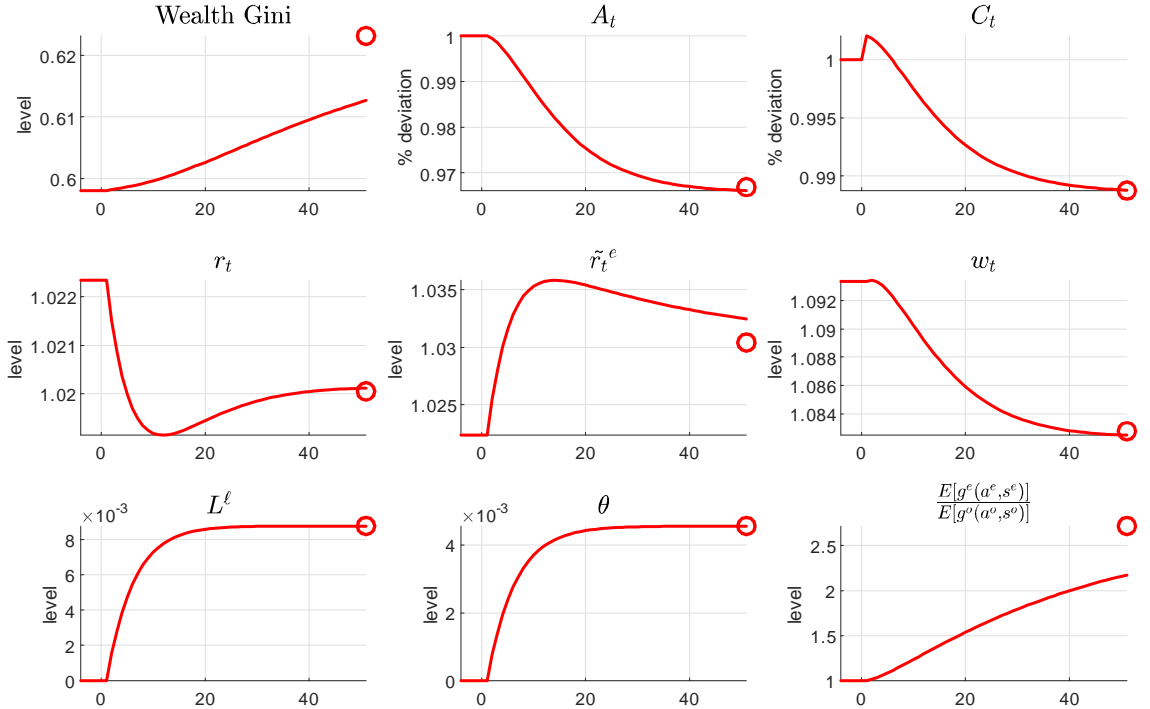 Wealth Gini
level
0.62
0.61
0.6
0 20 40
A_t
% deviation
1
0.99
0.98
0.97
0 20 40
C_t
% deviation
1
0.995
0.99
0 20 40
r_t
level
1.022
1.021
1.02
0 20 40
r̃_t^e
level
1.035
1.03
1.025
0 20 40
w_t
level
1.092
1.09
1.088
1.086
1.084
0 20 40
L^ℓ
×10^-3
level
8
6
4
2
0
0 20 40
θ
×10^-3
level
4
2
0
0 20 40
E[g^e(a^e,s^e)]
E[g^o(a^o,s^o)]
level
2.5
2
1.5
1
0 20 40